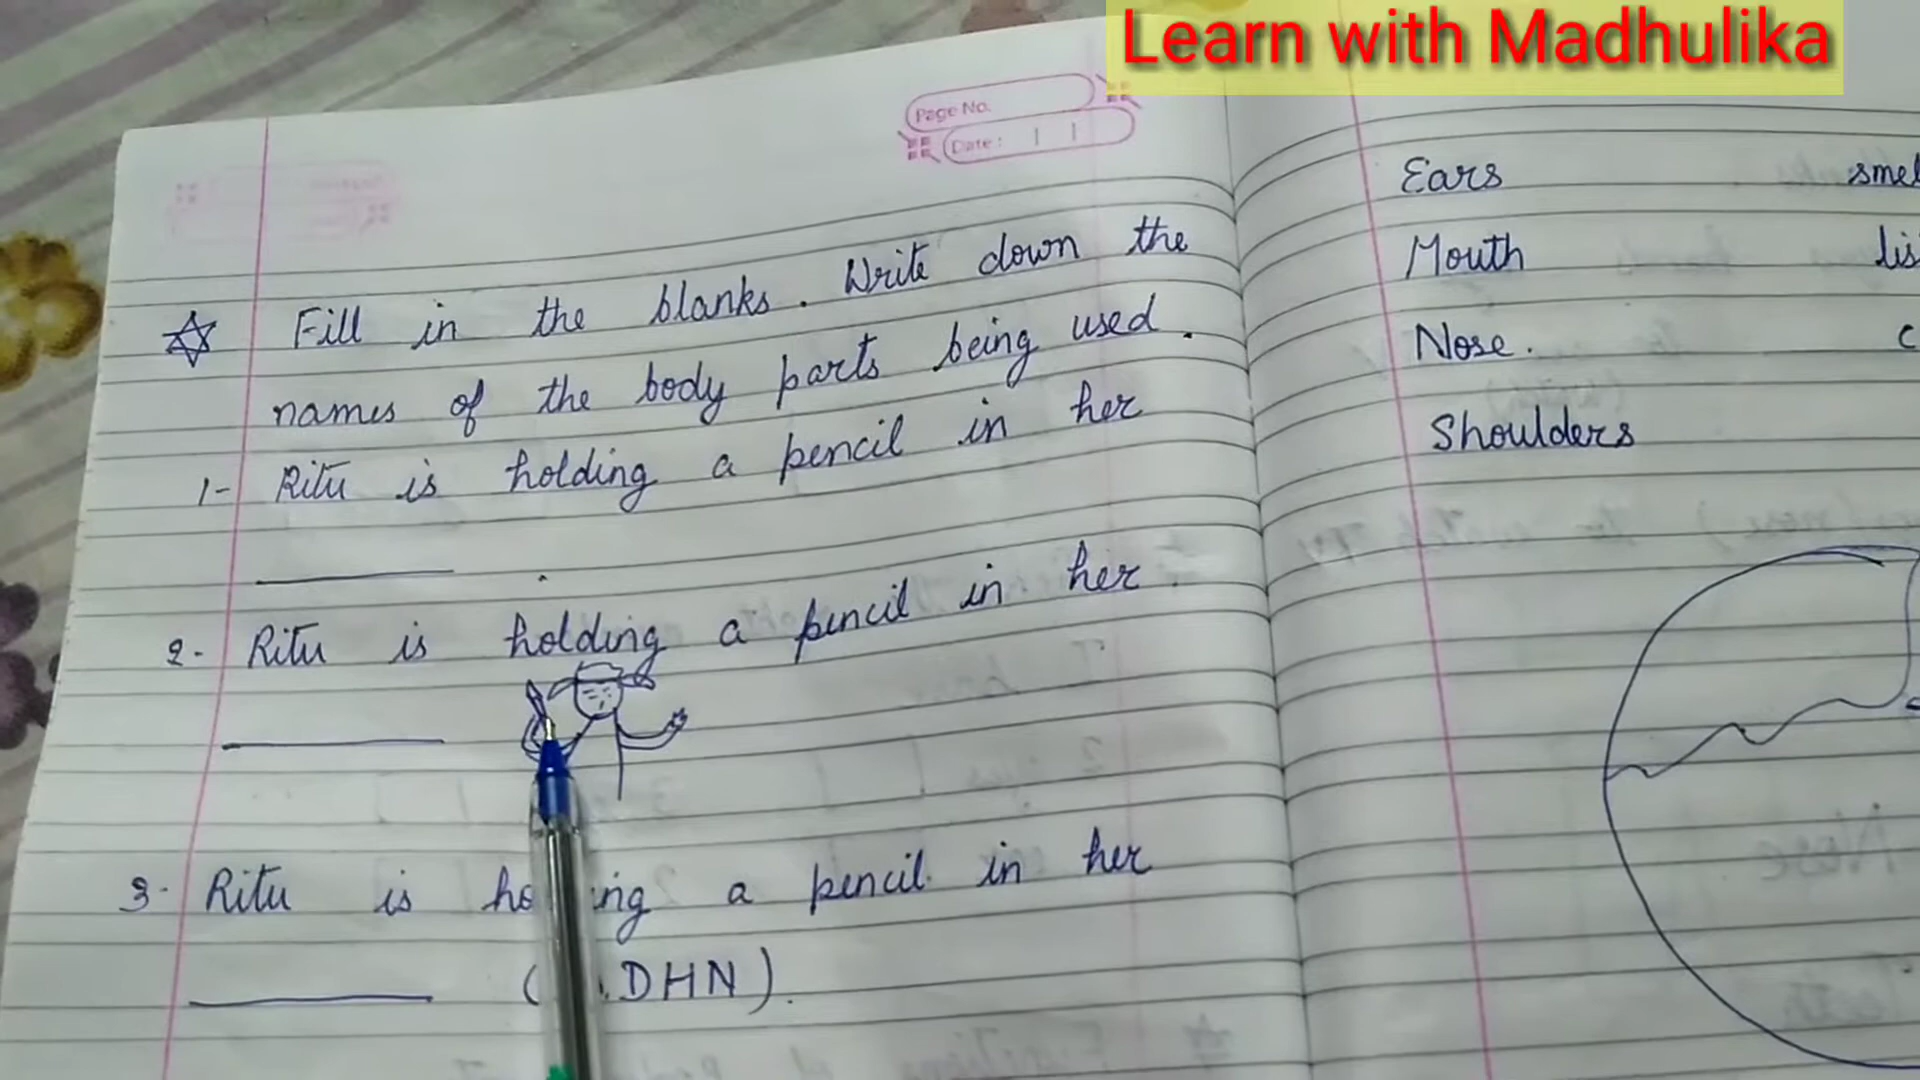 Learn with Madhulika
Page No.
Date:
Fill in the blanks. Write down the
names of the body parts being used.
1- Ritu is holding a pencil in her
.
2- Ritu is holding a pencil in her
3- Ritu is a pencil in her
DHN).
Ears
Mouth
Nose.
Shoulders